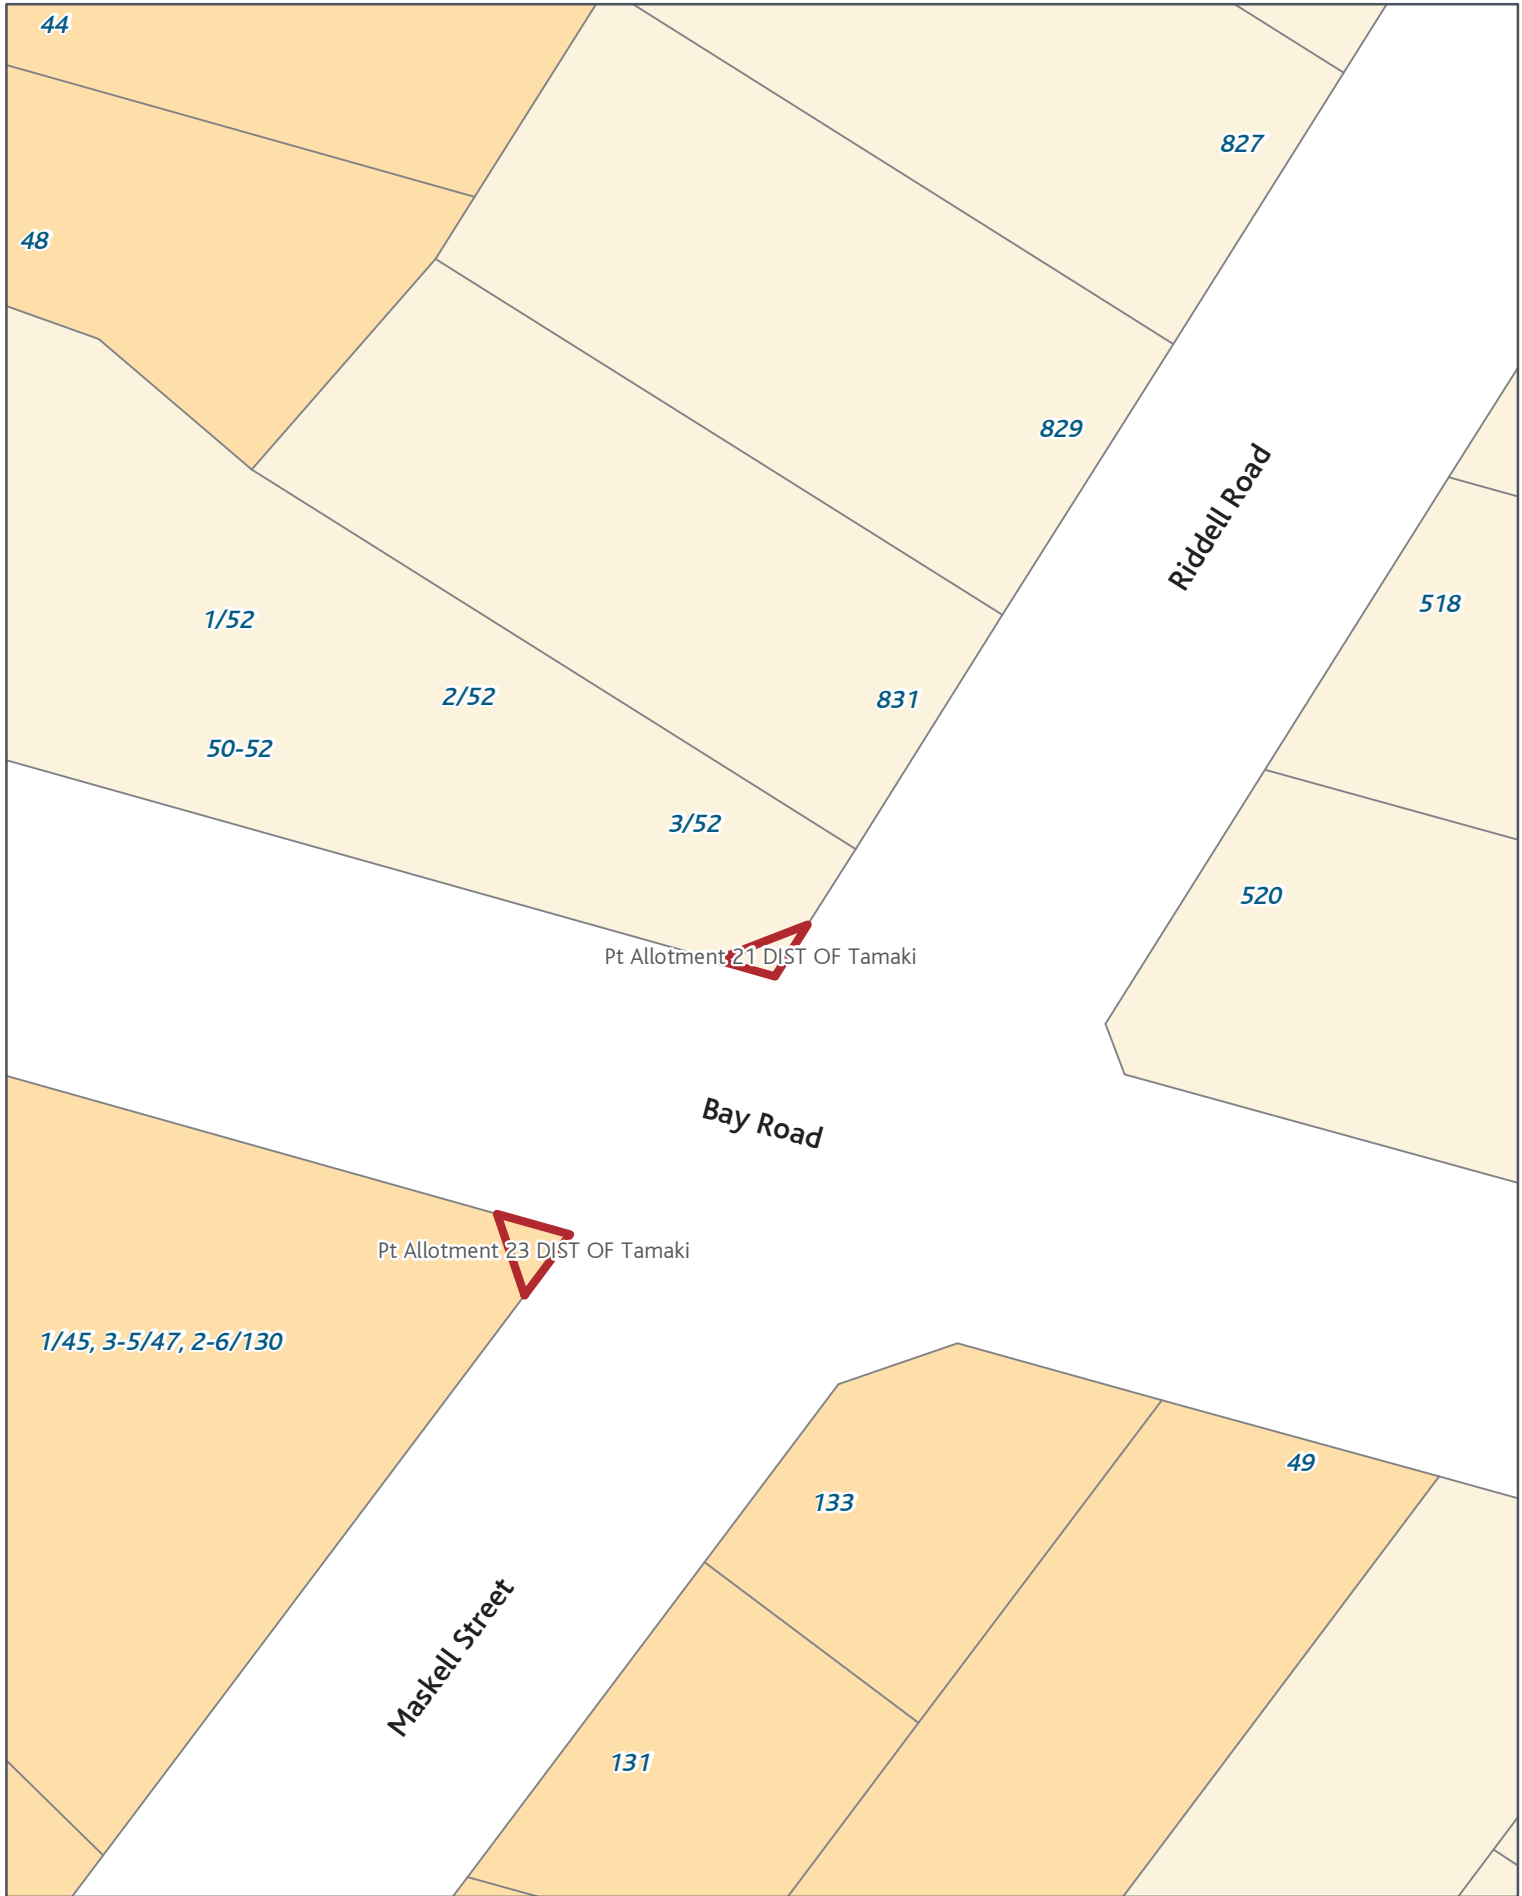 44
827
48
829
Riddell Road
518
1/52
2/52
831
50-52
3/52
520
Pt Allotment 21 DIST OF Tamaki
Bay Road
Pt Allotment 23 DIST OF Tamaki
1/45, 3-5/47, 2-6/130
49
133
Maskell Street
131